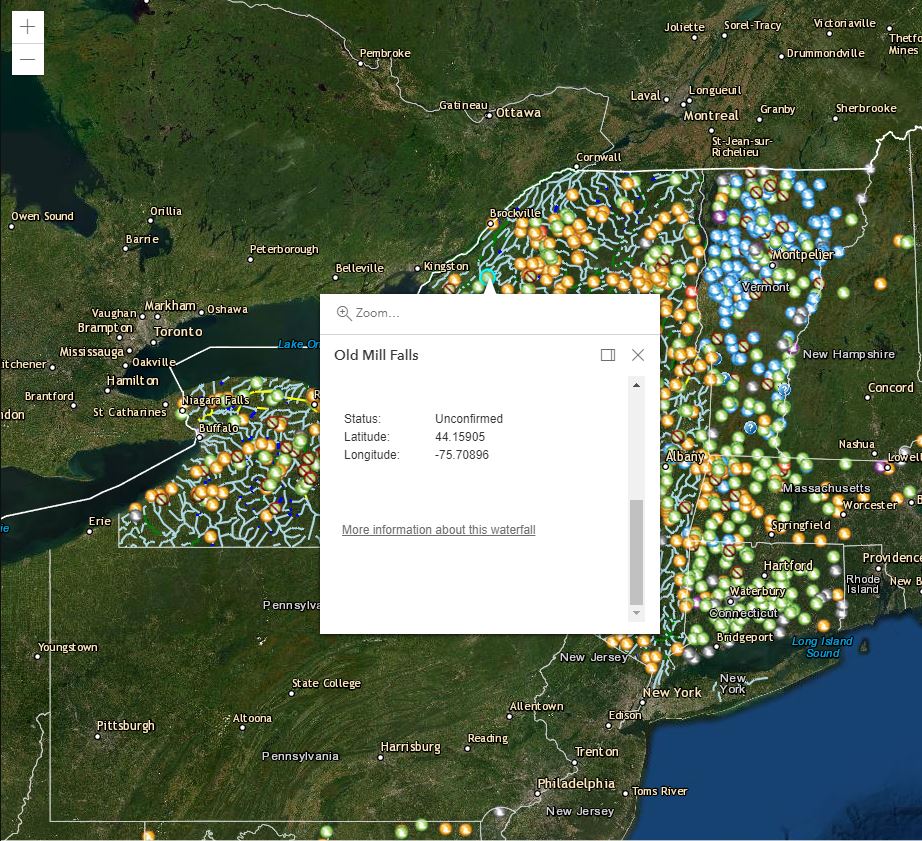 +
−
Joliette
Sorel-Tracy
Victoriaville
Thetfo
Mines
Pembroke
Drummondville
Gatineau
Ottawa
Laval
Longueuil
Montreal
Granby
Sherbrooke
St-Jean-sur-
Richelieu
Cornwall
Owen Sound
Orillia
Brockville
Barrie
Peterborough
Belleville
Kingston
Montpelier
Vermont
Markham
Vaughan
Oshawa
Brampton
Toronto
Mississauga
Oakville
Lake On
itchener
Hamilton
Brantford
St Catharines
Niagara Falls
R
ndon
Buffalo
Zoom...
Old Mill Falls
Status: Unconfirmed
Latitude: 44.15905
Longitude: -75.70896
More information about this waterfall
New Hampshire
Concord
Nashua
Lowell
Albany
Massachusetts
Worcester
B
Springfield
Erie
ie
Hartford
Providence
Rhode
Island
New B
Waterbury
Connecticut
Bridgeport
Long Island
Sound
Pennsylva
Youngstown
New Jersey
State College
New York
New
York
Allentown
Edison
Altoona
Pittsburgh
Reading
Harrisburg
Pennsylvania
Trenton
Philadelphia
Toms River
New Jersey